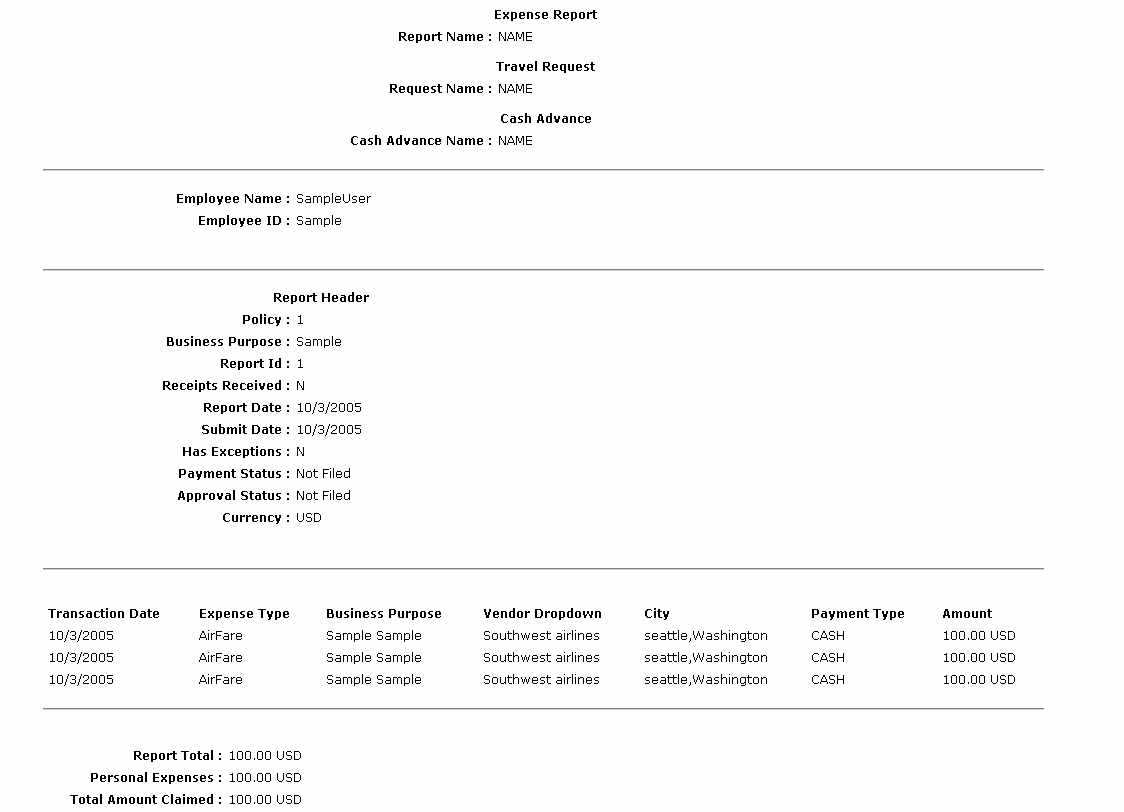 Expense Report
Report Name : NAME
Travel Request
Request Name : NAME
Cash Advance
Cash Advance Name : NAME
Employee Name : SampleUser
Employee ID : Sample
Report Header
Policy : 1
Business Purpose : Sample
Report Id : 1
Receipts Received : N
Report Date : 10/3/2005
Submit Date : 10/3/2005
Has Exceptions : N
Payment Status : Not Filed
Approval Status : Not Filed
Currency : USD
Transaction Date Expense Type Business Purpose Vendor Dropdown City Payment Type Amount
10/3/2005 AirFare Sample Sample Southwest airlines seattle,Washington CASH 100.00 USD
10/3/2005 AirFare Sample Sample Southwest airlines seattle,Washington CASH 100.00 USD
10/3/2005 AirFare Sample Sample Southwest airlines seattle,Washington CASH 100.00 USD
Report Total : 100.00 USD
Personal Expenses : 100.00 USD
Total Amount Claimed : 100.00 USD